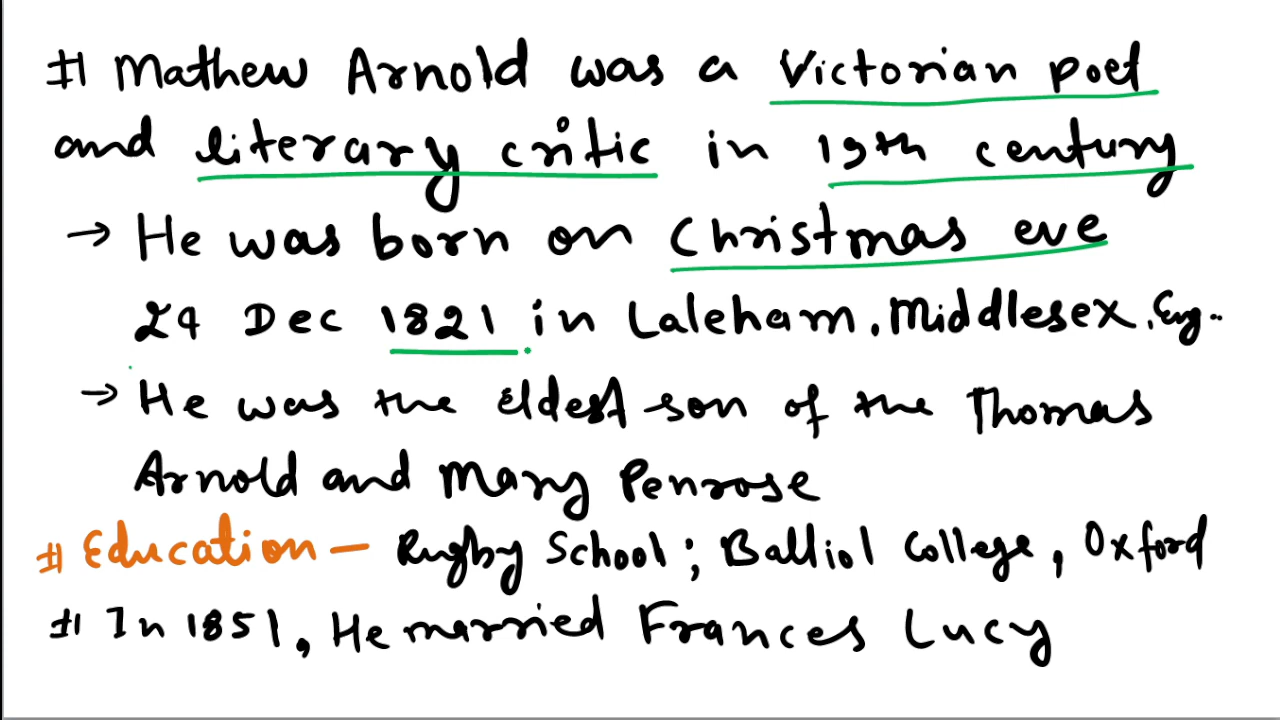 # Mathew Arnold was a Victorian poet
and literary critic in 19th century
→ He was born on Christmas eve
24 Dec 1821 in Laleham, Middlesex, Eng..
→ He was the Eldest son of the Thomas
Arnold and Mary Penrose
# Education — Rugby School; Balliol College, Oxford
# In 1851, He married Frances Lucy